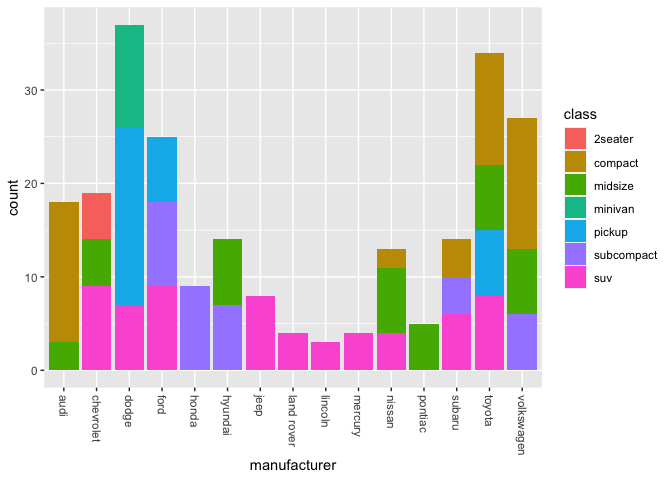 30
20
10
0
count
audi
chevrolet
dodge
ford
honda
hyundai
jeep
land rover
lincoln
mercury
nissan
pontiac
subaru
toyota
volkswagen
manufacturer
class
2seater
compact
midsize
minivan
pickup
subcompact
suv